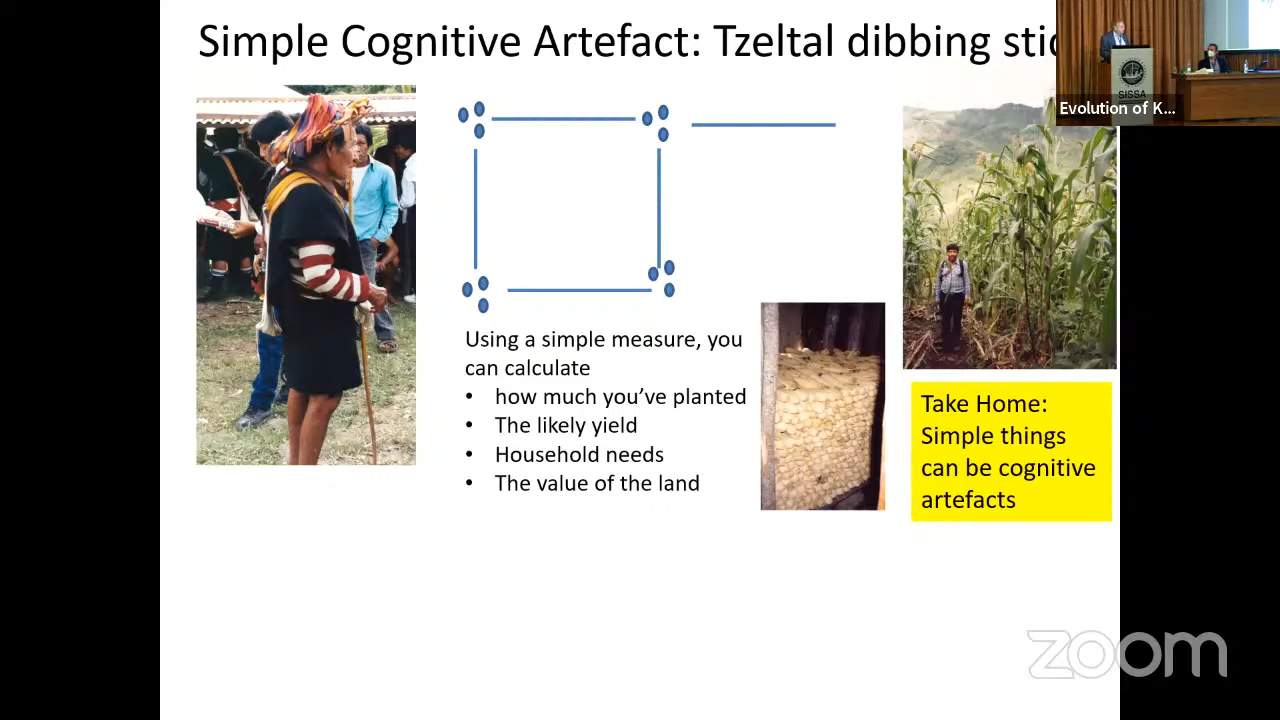 Simple Cognitive Artefact: Tzeltal dibbing
SISSA
Evolution of K...
Using a simple measure, you
can calculate
• how much you’ve planted
• The likely yield
• Household needs
• The value of the land
Take Home:
Simple things
can be cognitive
artefacts
zoom